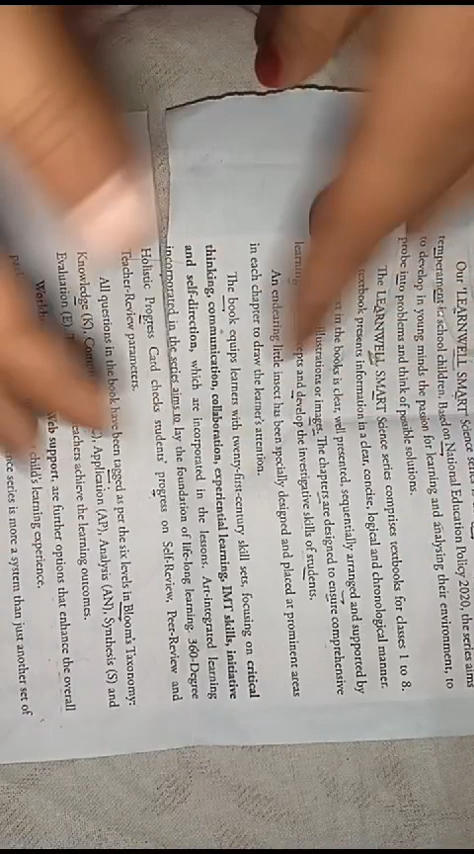 Our 'LEARNWELL SMART Science series
temperament in school children. Based on National Education Policy 2020, the series aims
to develop in young minds the passion for learning and analysing their environment, to
probe into problems and think of possible solutions.
The LEARNWELL SMART Science series comprises textbooks for classes 1 to 8.
textbook presents information in a clear, concise, logical and chronological manner.
in the books is clear, well presented, sequentially arranged and supported by
illustrations or images. The chapters are designed to ensure comprehensive
learning and develop the investigative skills of students.
An endearing little insect has been specially designed and placed at prominent areas
in each chapter to draw the learner's attention.
The book equips learners with twenty-first-century skill sets, focusing on critical
thinking, communication, collaboration, experiential learning, IMT skills, initiative
and self-direction, which are incorporated in the lessons. Art-integrated learning
incorporated in the series aims to lay the foundation of life-long learning. 360-Degree
Holistic Progress Card checks students' progress on Self-Review, Peer-Review and
Teacher-Review parameters.
All questions in the book have been tagged as per the six levels in Bloom's Taxonomy:
Knowledge (K), Application (AP), Analysis (AN), Synthesis (S) and
Evaluation (E). teachers achieve the learning outcomes.
Web support, are further options that enhance the overall
child's learning experience.
series is more a system than just another set of